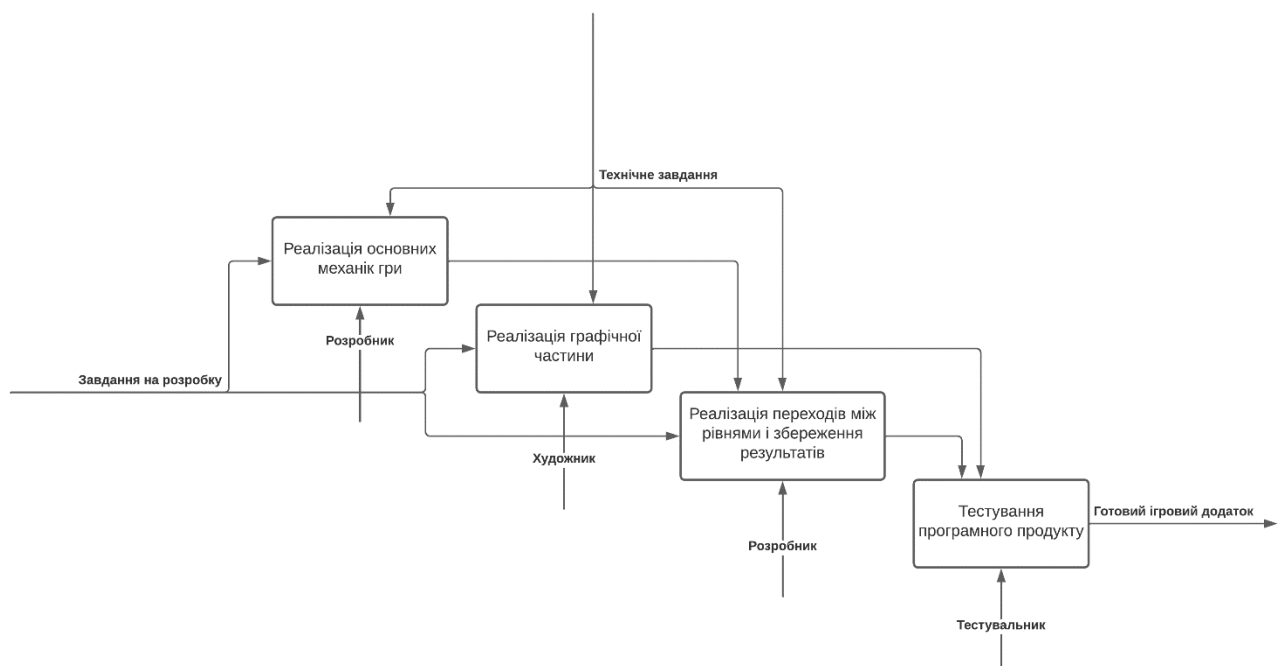 Технічне завдання
Реалізація основних
механік гри
Розробник
Реалізація графічної
частини
Завдання на розробку
Реалізація переходів між
рівнями і збереження
результатів
Художник
Тестування
програмного продукту
Готовий ігровий додаток
Розробник
Тестувальник